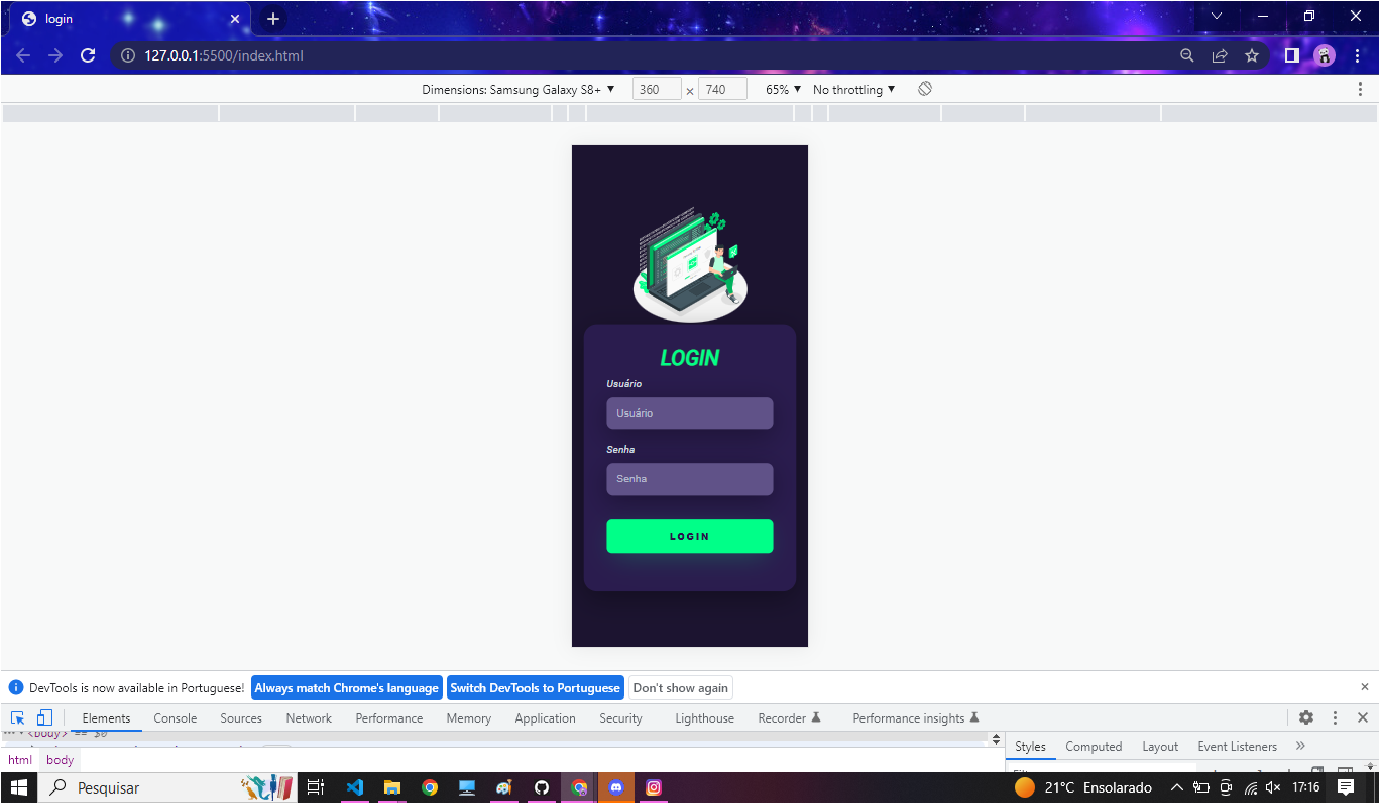 login
127.0.0.1:5500/index.html
Dimensions: Samsung Galaxy S8+ ▼ 360 × 740 65% ▼ No throttling ▼
LOGIN
Usuário
Usuário
Senha
Senha
LOGIN
DevTools is now available in Portuguese! Always match Chrome's language Switch DevTools to Portuguese Don't show again
Elements Console Sources Network Performance Memory Application Security Lighthouse Recorder Performance insights
<body> == $0
Styles Computed Layout Event Listeners »
html body
Pesquisar
21°C Ensolarado 17:16